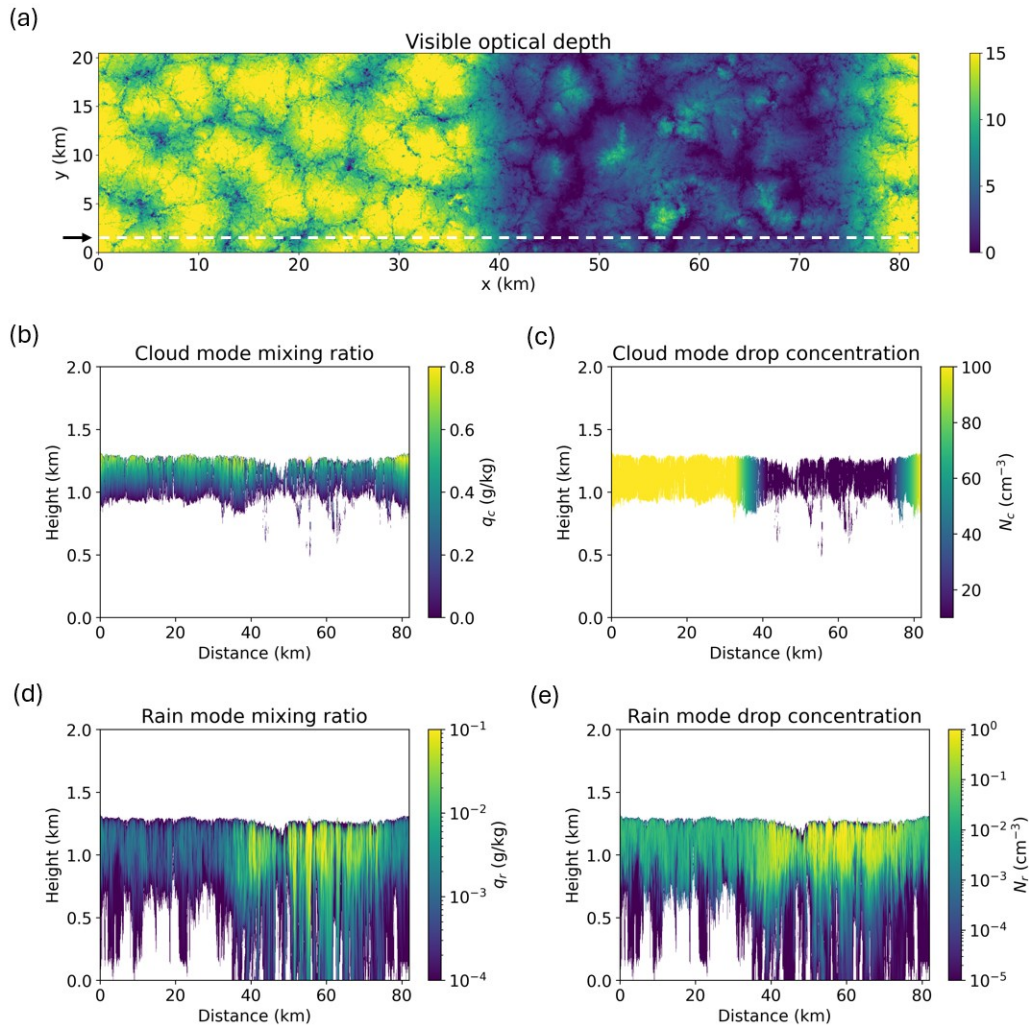 (a)
Visible optical depth
20
15
10
5
0
y (km)
0 10 20 30 40 50 60 70 80
x (km)
15
10
5
0
(b)
Cloud mode mixing ratio
2.0
1.5
1.0
0.5
0.0
Height (km)
0 20 40 60 80
Distance (km)
0.8
0.6
0.4
0.2
0.0
q_c (g/kg)
(c)
Cloud mode drop concentration
2.0
1.5
1.0
0.5
0.0
Height (km)
0 20 40 60 80
Distance (km)
100
80
60
40
20
N_c (cm⁻³)
(d)
Rain mode mixing ratio
2.0
1.5
1.0
0.5
0.0
Height (km)
0 20 40 60 80
Distance (km)
10⁻¹
10⁻²
10⁻³
10⁻⁴
q_r (g/kg)
(e)
Rain mode drop concentration
2.0
1.5
1.0
0.5
0.0
Height (km)
0 20 40 60 80
Distance (km)
10⁰
10⁻¹
10⁻²
10⁻³
10⁻⁴
10⁻⁵
N_r (cm⁻³)